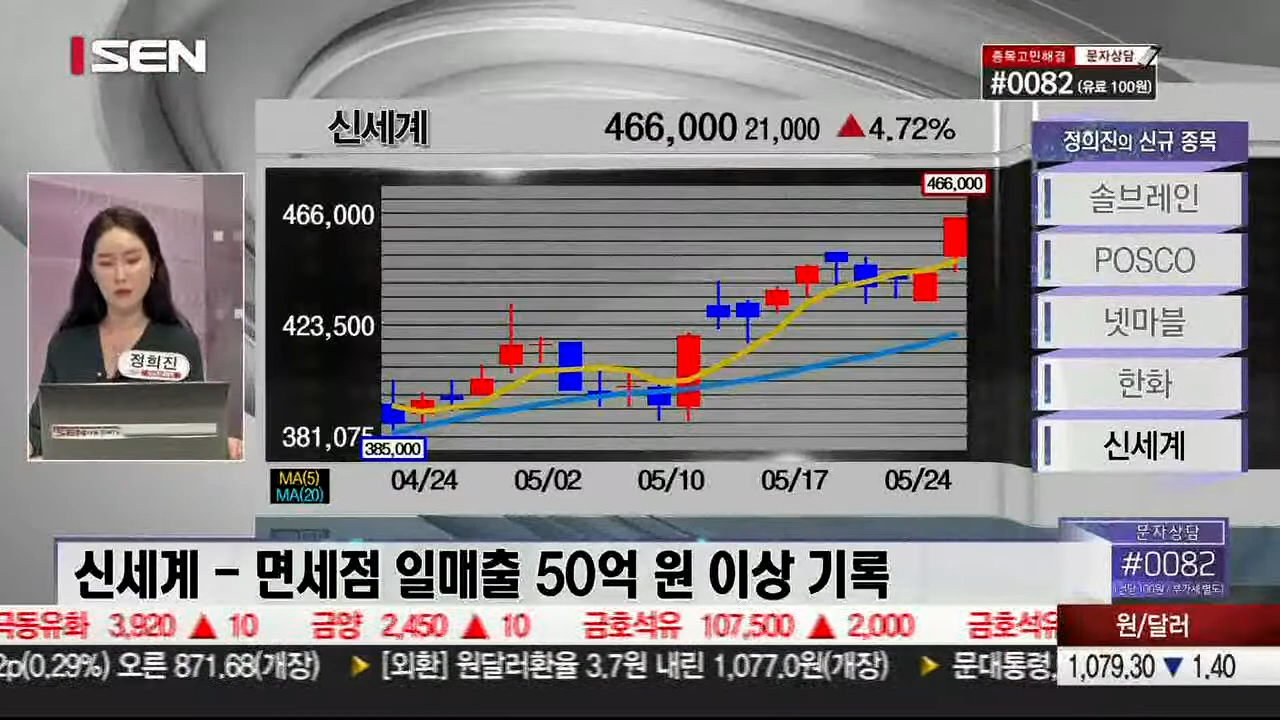 SEN
종목고민해결 문자상담
#0082 (유료 100원)
신세계 466,000 21,000 ▲4.72%
정희진의 신규 종목
솔브레인
POSCO
넷마블
한화
신세계
466,000
466,000
423,500
381,075
385,000
MA(5)
MA(20)
04/24 05/02 05/10 05/17 05/24
정희진
SEN
신세계 - 면세점 일매출 50억 원 이상 기록
문자상담
#0082
극동유화 3,920 ▲ 10 금양 2,450 ▲ 10 금호석유 107,500 ▲ 2,000 금호석유
원/달러
2p(0.29%) 오른 871.68(개장) ▶ [외환] 원달러환율 3.7원 내린 1,077.0원(개장) ▶ 문대통령,
1,079.30 ▼ 1.40